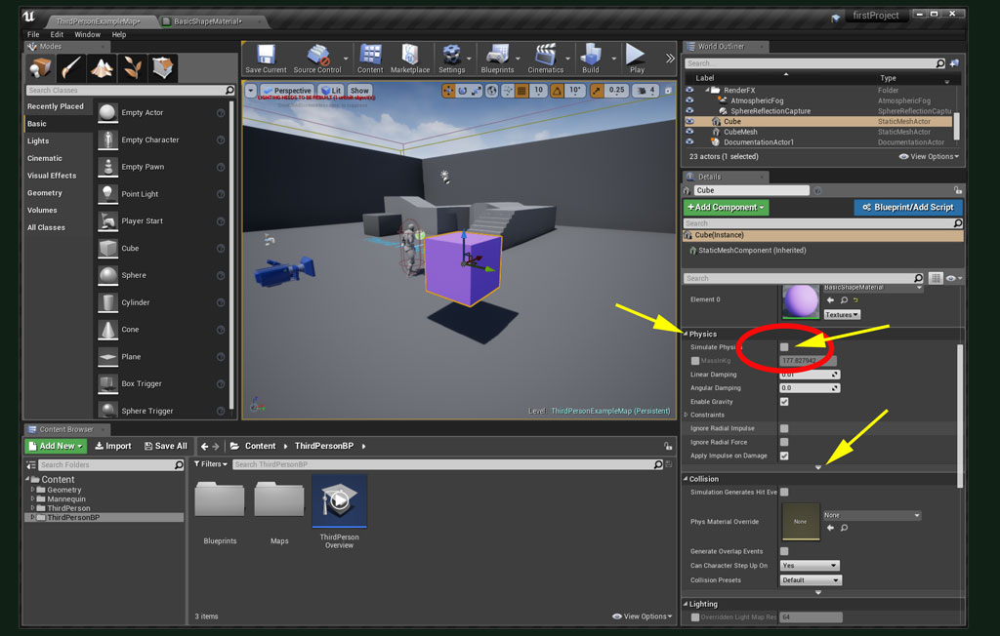 ThirdPersonExampleMap*
BasicShapeMaterial*
firstProject
File Edit Window Help
Modes
Search Classes
Recently Placed
Basic
Lights
Cinematic
Visual Effects
Geometry
Volumes
All Classes
Empty Actor
Empty Character
Empty Pawn
Point Light
Player Start
Cube
Sphere
Cylinder
Cone
Plane
Box Trigger
Sphere Trigger
Save Current
Source Control
Content
Marketplace
Settings
Blueprints
Cinematics
Build
Play
Perspective
Lit
Show
10
10°
0.25
4
LIGHTING NEEDS TO BE REBUILT (1 unbuilt object(s))
Level: ThirdPersonExampleMap (Persistent)
World Outliner
Search...
Label Type
RenderFX Folder
AtmosphericFog AtmosphericFog
SphereReflectionCapture SphereReflectionCaptu
Cube StaticMeshActor
CubeMesh StaticMeshActor
DocumentationActor1 DocumentationActor
23 actors (1 selected)
View Options
Details
Cube
+Add Component
Blueprint/Add Script
Search
Cube(Instance)
StaticMeshComponent (Inherited)
Search
Element 0
BasicShapeMaterial
Textures
Physics
Simulate Physi
MassInKg 177.827942
Linear Damping 0.01
Angular Damping 0.0
Enable Gravity
Constraints
Ignore Radial Impulse
Ignore Radial Force
Apply Impulse on Damage
Collision
Simulation Generates Hit Eve
Phys Material Override
None
None
Generate Overlap Events
Can Character Step Up On Yes
Collision Presets Default
Lighting
Overridden Light Map Res 64
Content Browser
Add New
Import
Save All
Content
ThirdPersonBP
Search Folders
Content
Geometry
Mannequin
ThirdPerson
ThirdPersonBP
Filters
Search ThirdPersonBP
Blueprints
Maps
ThirdPerson
Overview
3 items
View Options